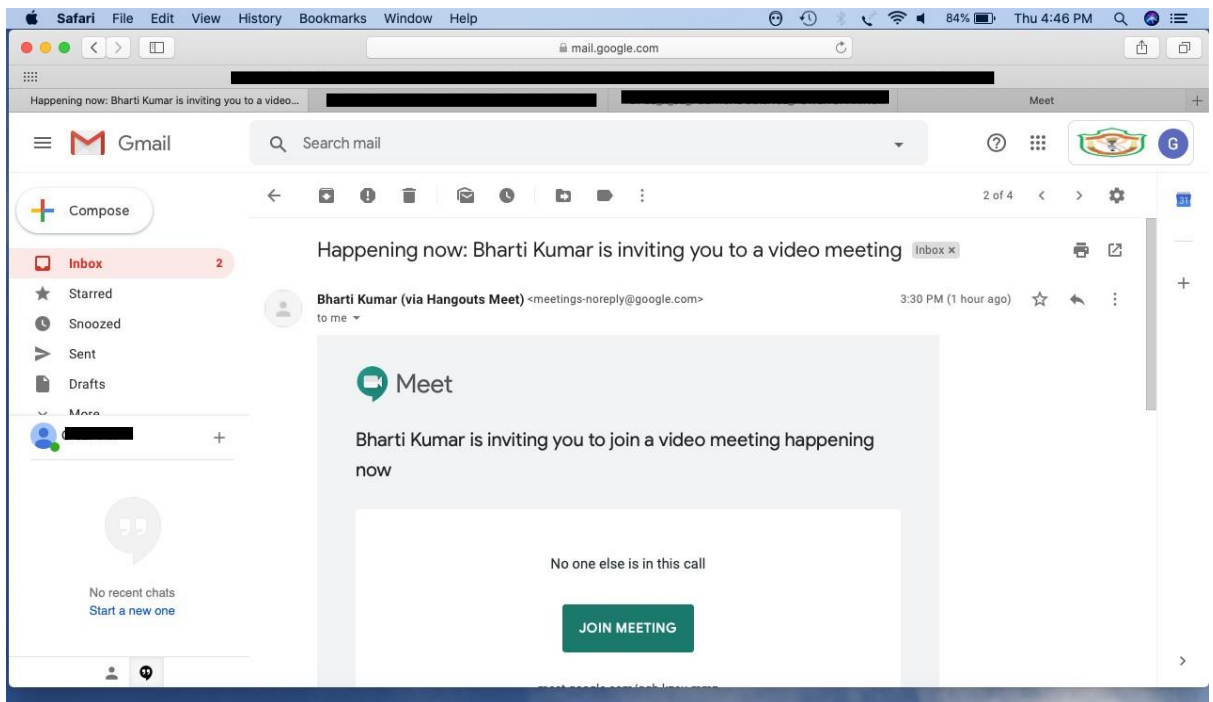 Safari File Edit View History Bookmarks Window Help 84% Thu 4:46 PM
mail.google.com
Happening now: Bharti Kumar is inviting you to a video... Meet
Gmail Search mail G
Compose 2 of 4 31
Happening now: Bharti Kumar is inviting you to a video meeting Inbox x
Inbox 2
Starred
Bharti Kumar (via Hangouts Meet) <meetings-noreply@google.com> 3:30 PM (1 hour ago)
to me
Snoozed
Sent
Drafts
More
Meet
Bharti Kumar is inviting you to join a video meeting happening
now
No one else is in this call
No recent chats
Start a new one
JOIN MEETING